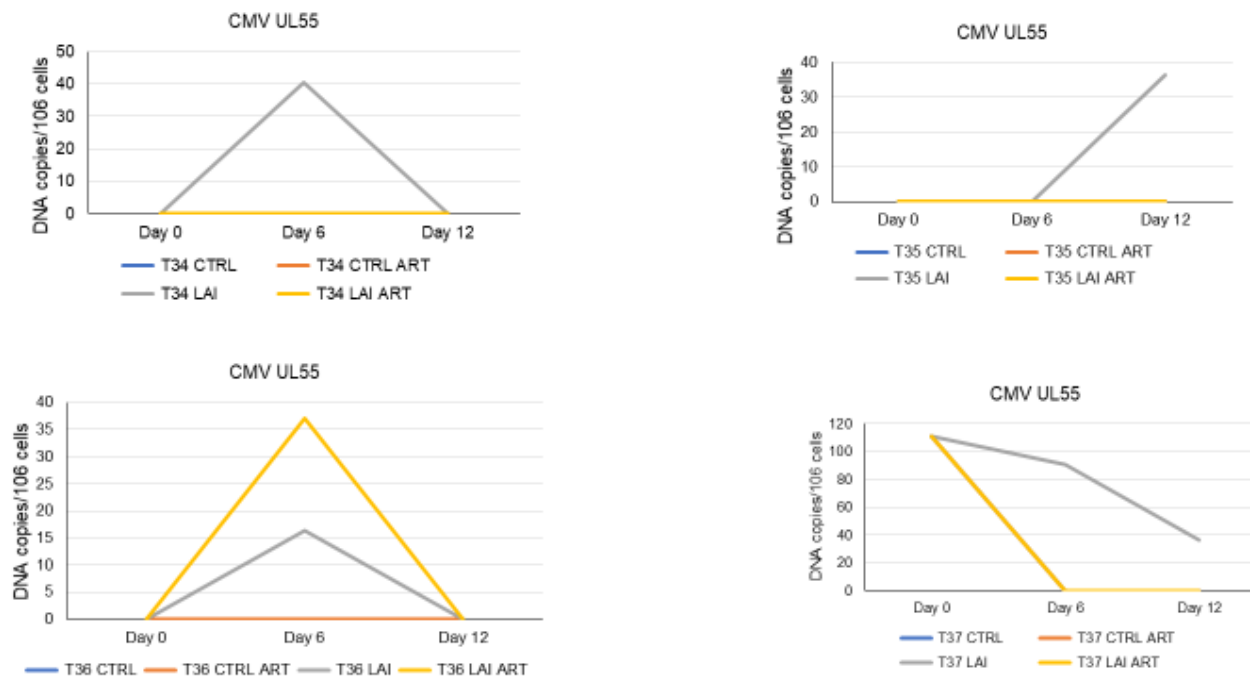 CMV UL55
DNA copies/106 cells
50
40
30
20
10
0
Day 0 Day 6 Day 12
T34 CTRL T34 CTRL ART
T34 LAI T34 LAI ART
CMV UL55
DNA copies/106 cells
40
30
20
10
0
Day 0 Day 6 Day 12
T35 CTRL T35 CTRL ART
T35 LAI T35 LAI ART
CMV UL55
DNA copies/106 cells
40
35
30
25
20
15
10
5
0
Day 0 Day 6 Day 12
T36 CTRL T36 CTRL ART T36 LAI T36 LAI ART
CMV UL55
DNA copies/106 cells
120
100
80
60
40
20
0
Day 0 Day 6 Day 12
T37 CTRL T37 CTRL ART
T37 LAI T37 LAI ART